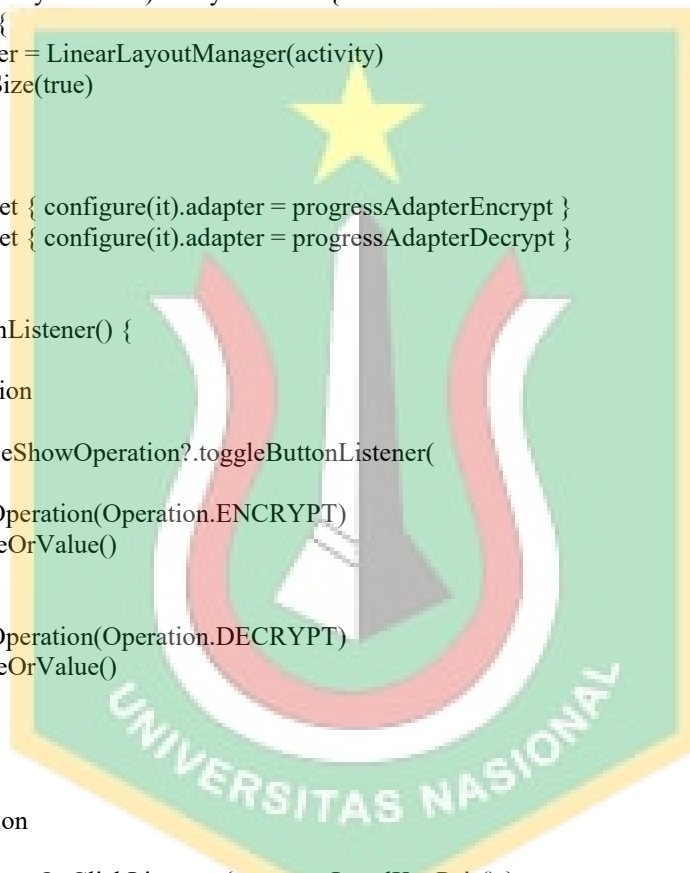 {
er = LinearLayoutManager(activity)
Size(true)
et { configure(it).adapter = progressAdapterEncrypt }
et { configure(it).adapter = progressAdapterDecrypt }
nListener() {
ion
eShowOperation?.toggleButtonListener(
Operation(Operation.ENCRYPT)
eOrValue()
Operation(Operation.DECRYPT)
eOrValue()
UNIVERSITAS NASIONAL
ion